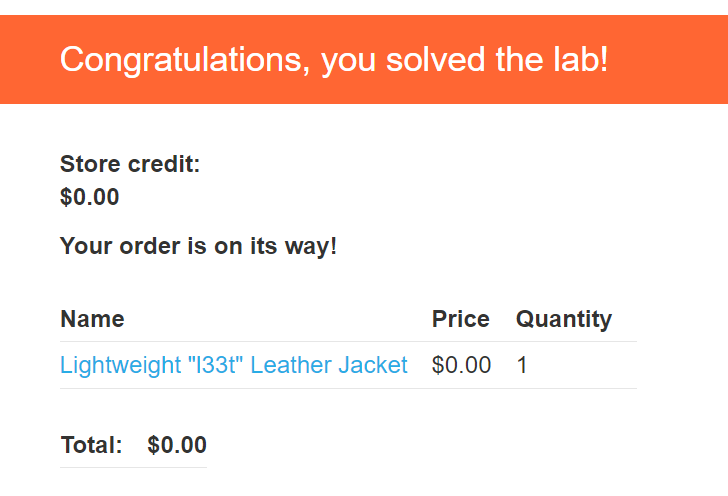 Congratulations, you solved the lab!
Store credit:
$0.00
Your order is on its way!
Name Price Quantity
Lightweight "l33t" Leather Jacket $0.00 1
Total: $0.00